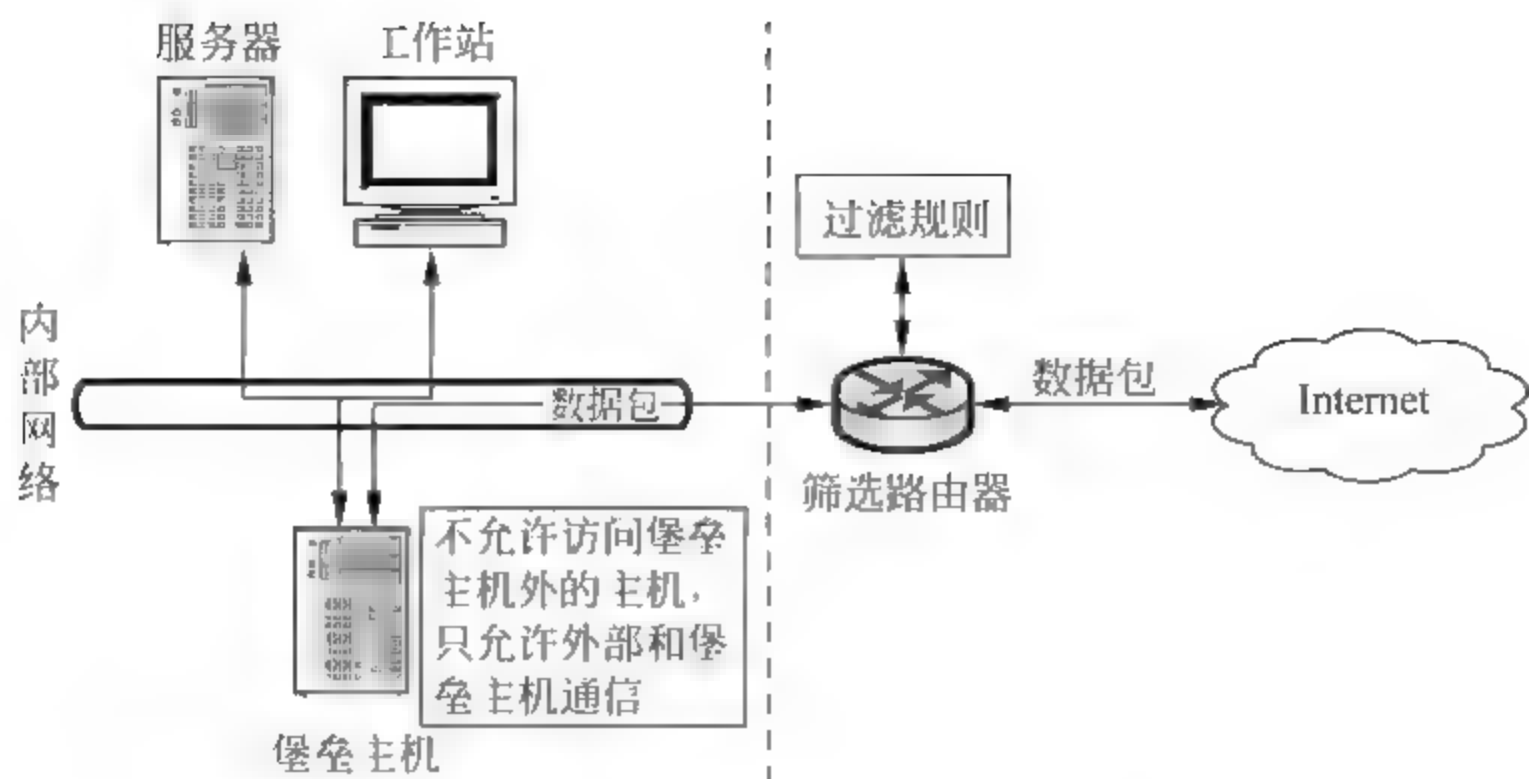 服务器
工作站
过滤规则
内
部
网
络
数据包
数据包
Internet
筛选路由器
不允许访问堡垒
主机外的主机，
只允许外部和堡
垒主机通信
堡垒主机